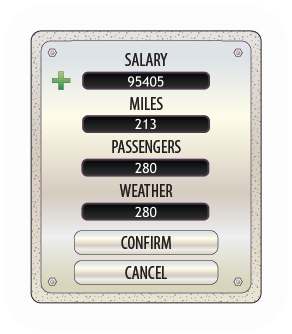 SALARY
95405
MILES
213
PASSENGERS
280
WEATHER
280
CONFIRM
CANCEL